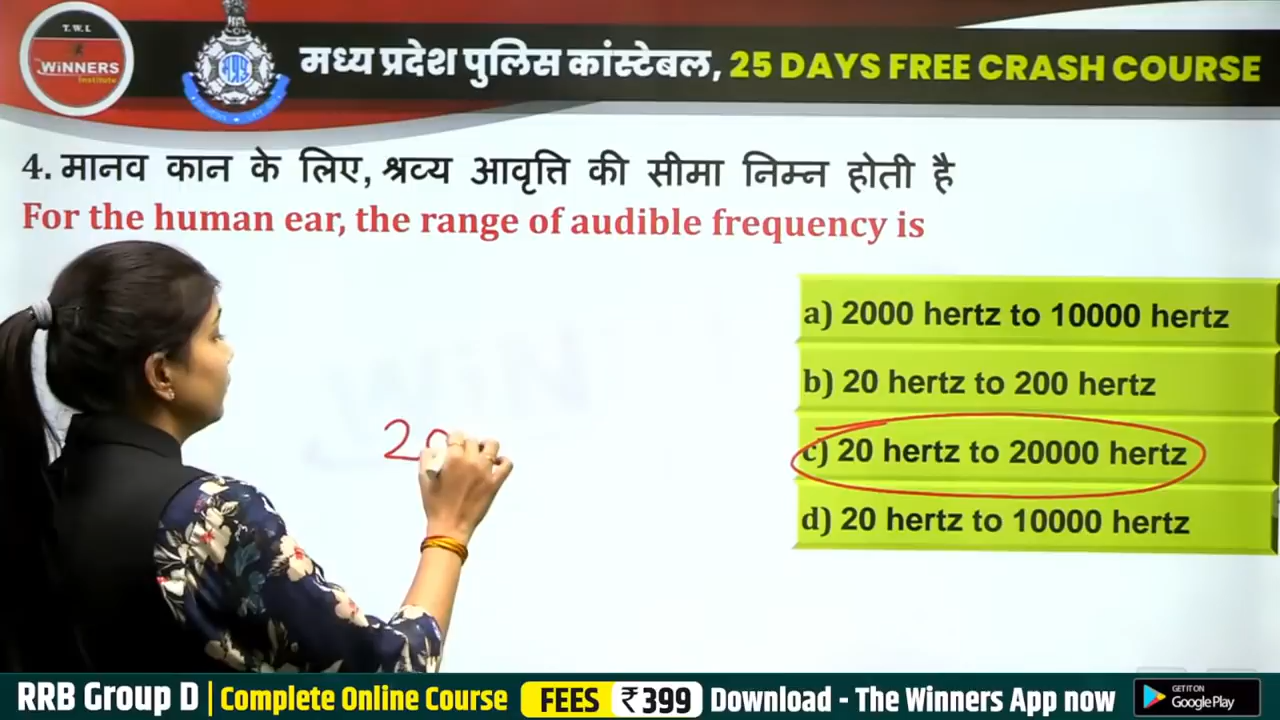 T. W. I.
WiNNERS
Institute
मध्य प्रदेश पुलिस कांस्टेबल, 25 DAYS FREE CRASH COURSE
4. मानव कान के लिए, श्रव्य आवृत्ति की सीमा निम्न होती है
For the human ear, the range of audible frequency is
a) 2000 hertz to 10000 hertz
b) 20 hertz to 200 hertz
c) 20 hertz to 20000 hertz
d) 20 hertz to 10000 hertz
WiN
20
RRB Group D | Complete Online Course FEES ₹399 Download - The Winners App now
GET IT ON
Google Play